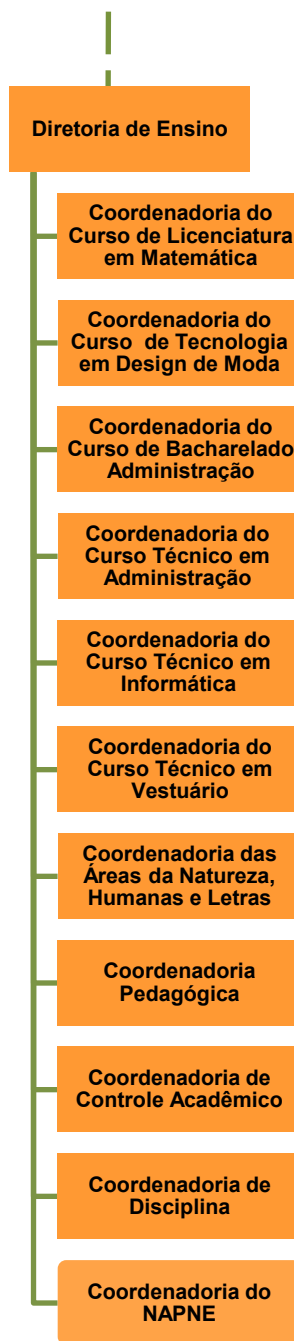 Diretoria de Ensino
Coordenadoria do
Curso de Licenciatura
em Matemática
Coordenadoria do
Curso de Tecnologia
em Design de Moda
Coordenadoria do
Curso de Bacharelado
Administração
Coordenadoria do
Curso Técnico em
Administração
Coordenadoria do
Curso Técnico em
Informática
Coordenadoria do
Curso Técnico em
Vestuário
Coordenadoria das
Áreas da Natureza,
Humanas e Letras
Coordenadoria
Pedagógica
Coordenadoria de
Controle Acadêmico
Coordenadoria de
Disciplina
Coordenadoria do
NAPNE